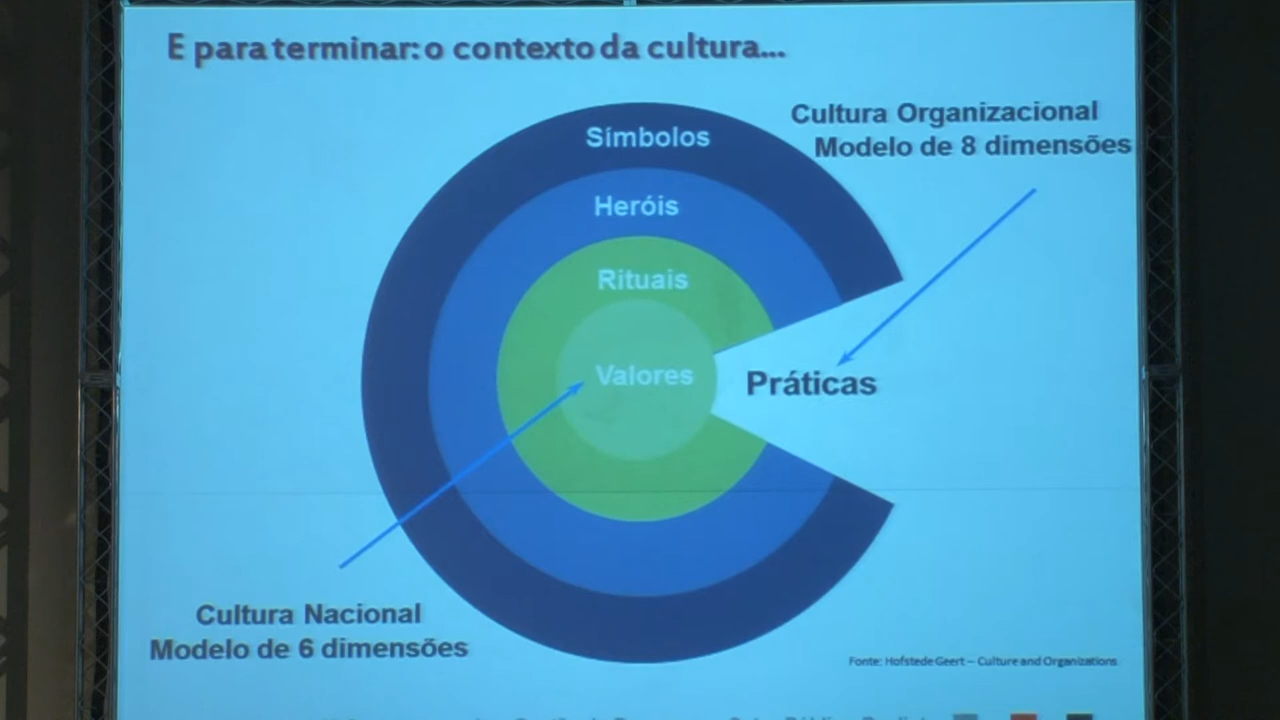 E para terminar: o contexto da cultura...
Cultura Organizacional
Modelo de 8 dimensões
Símbolos
Heróis
Rituais
Valores
Práticas
Cultura Nacional
Modelo de 6 dimensões
Fonte: Hofstede Geert – Culture and Organizations